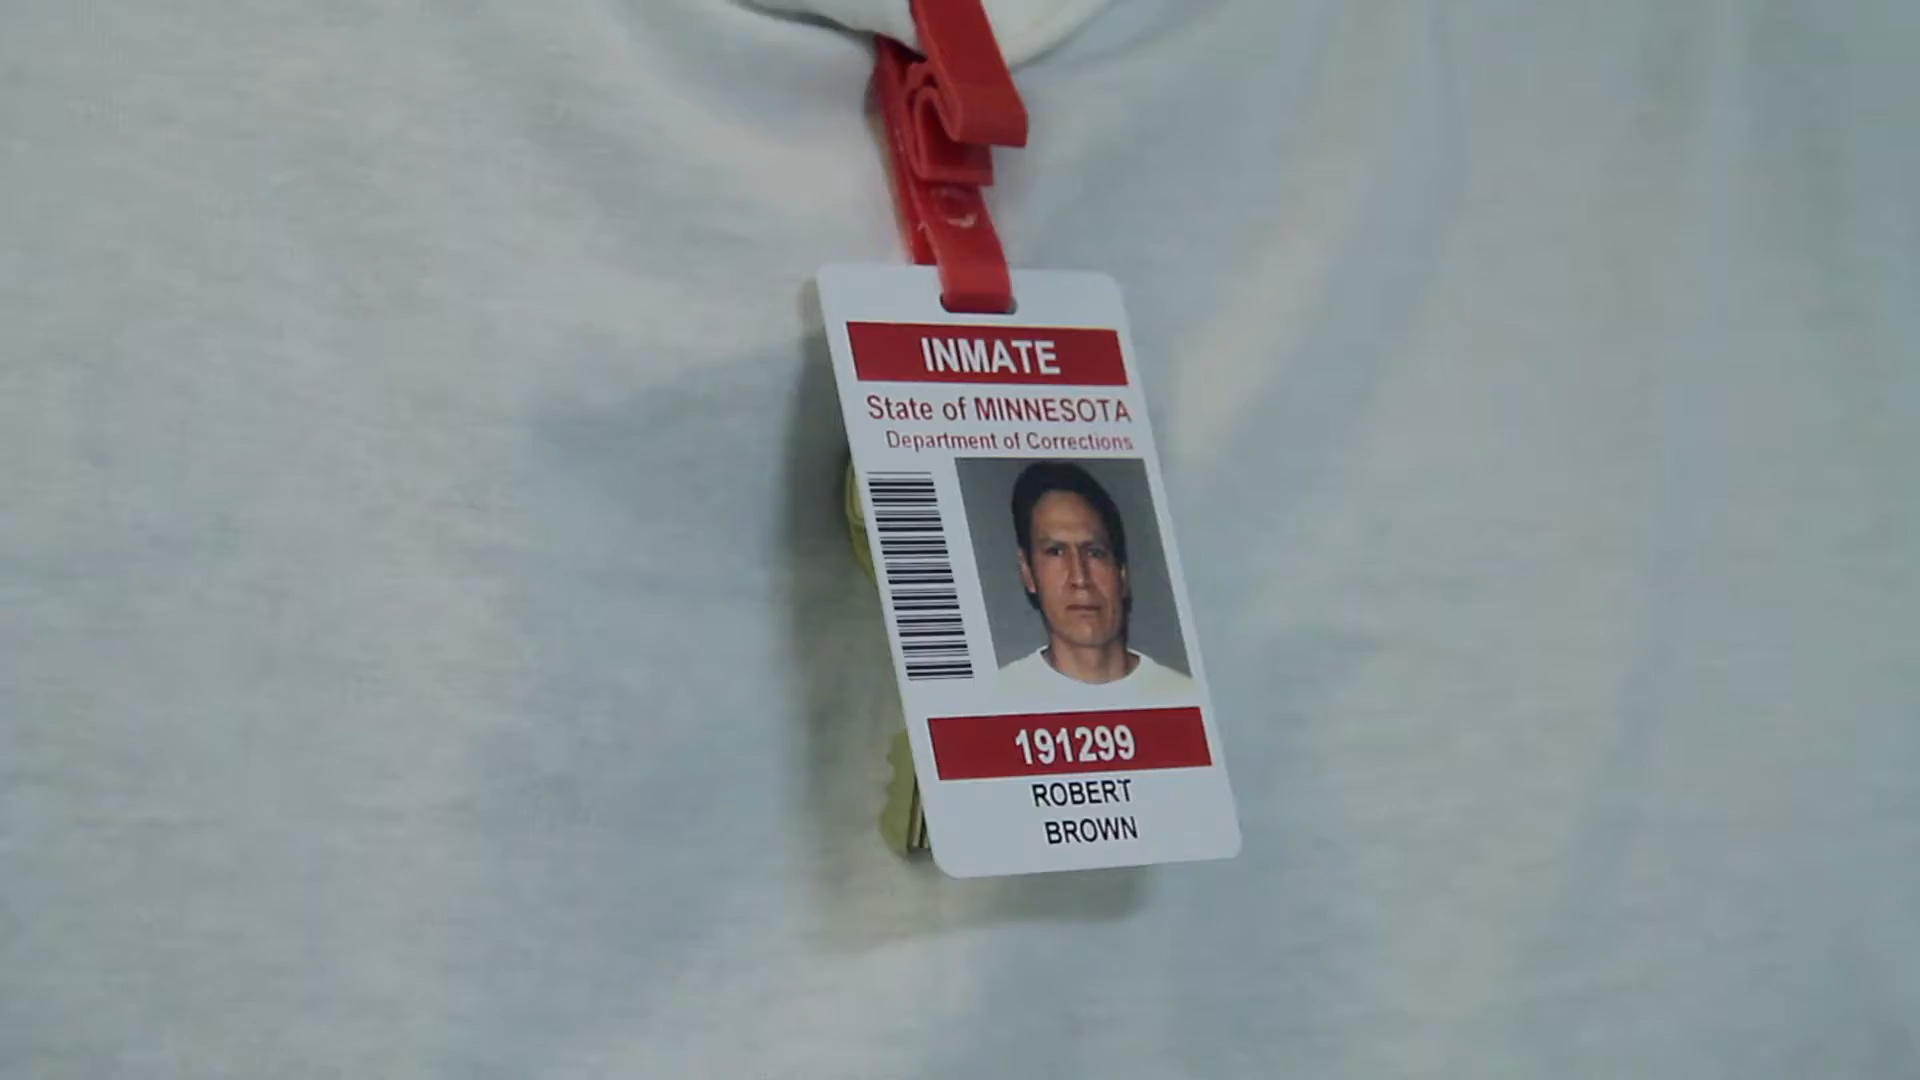 INMATE
State of MINNESOTA
Department of Corrections
191299
ROBERT
BROWN